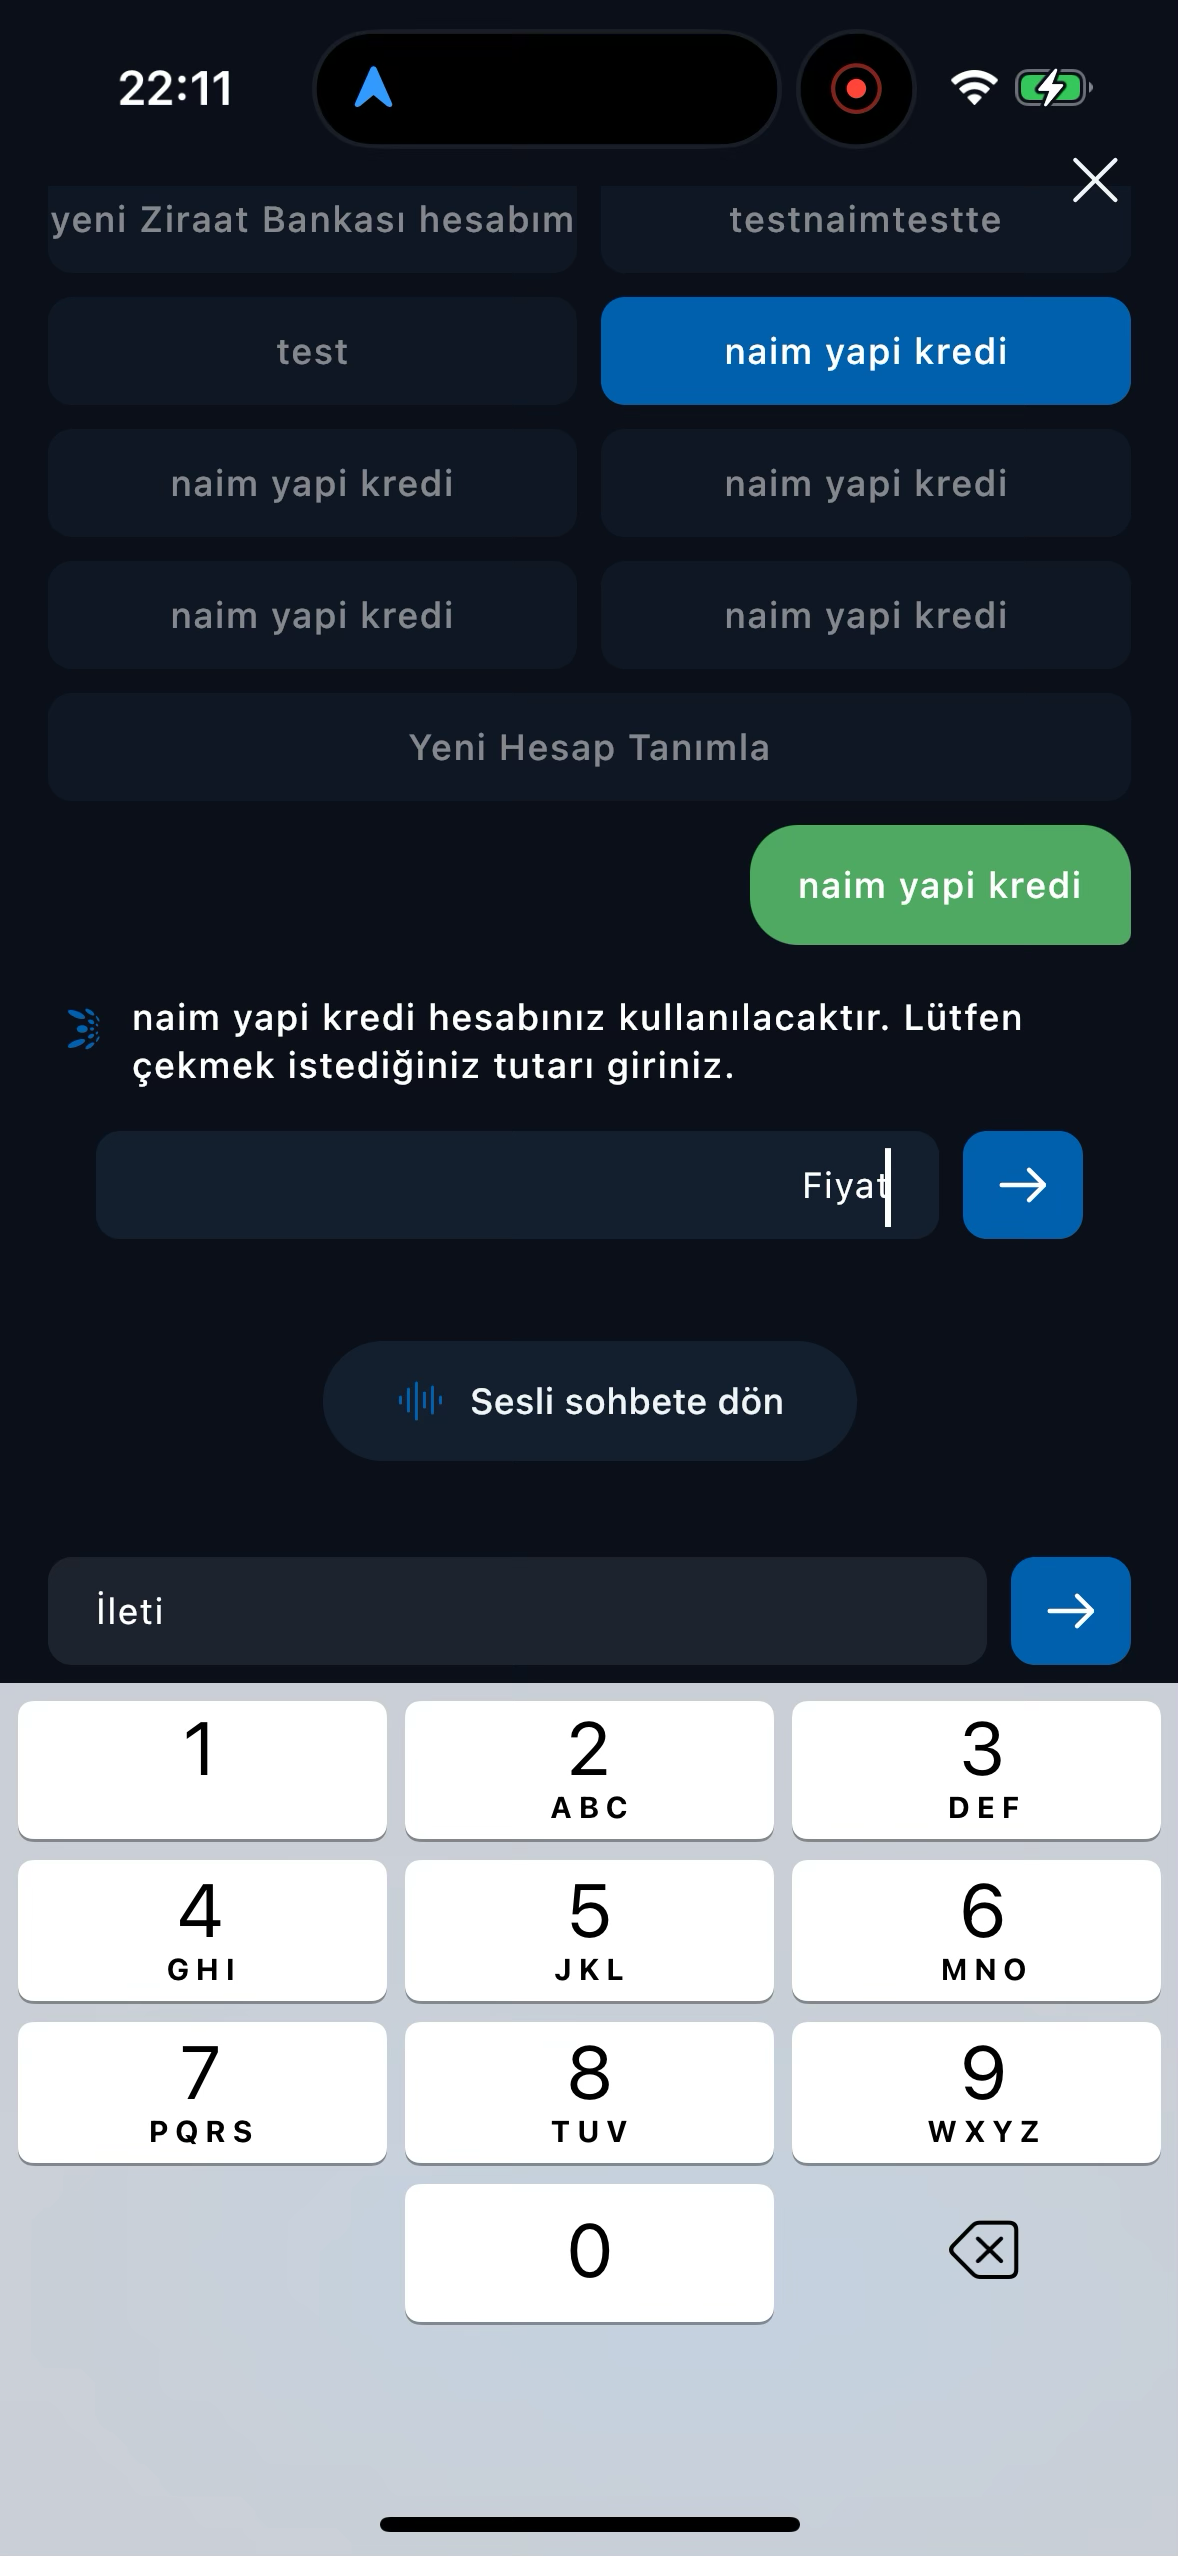 22:11
yeni Ziraat Bankası hesabım
testnaimtestte
test
naim yapi kredi
naim yapi kredi
naim yapi kredi
naim yapi kredi
naim yapi kredi
Yeni Hesap Tanımla
naim yapi kredi
naim yapi kredi hesabınız kullanılacaktır. Lütfen
çekmek istediğiniz tutarı giriniz.
Fiyat
Sesli sohbete dön
İleti
1
2
ABC
3
DEF
4
GHI
5
JKL
6
MNO
7
PQRS
8
TUV
9
WXYZ
0